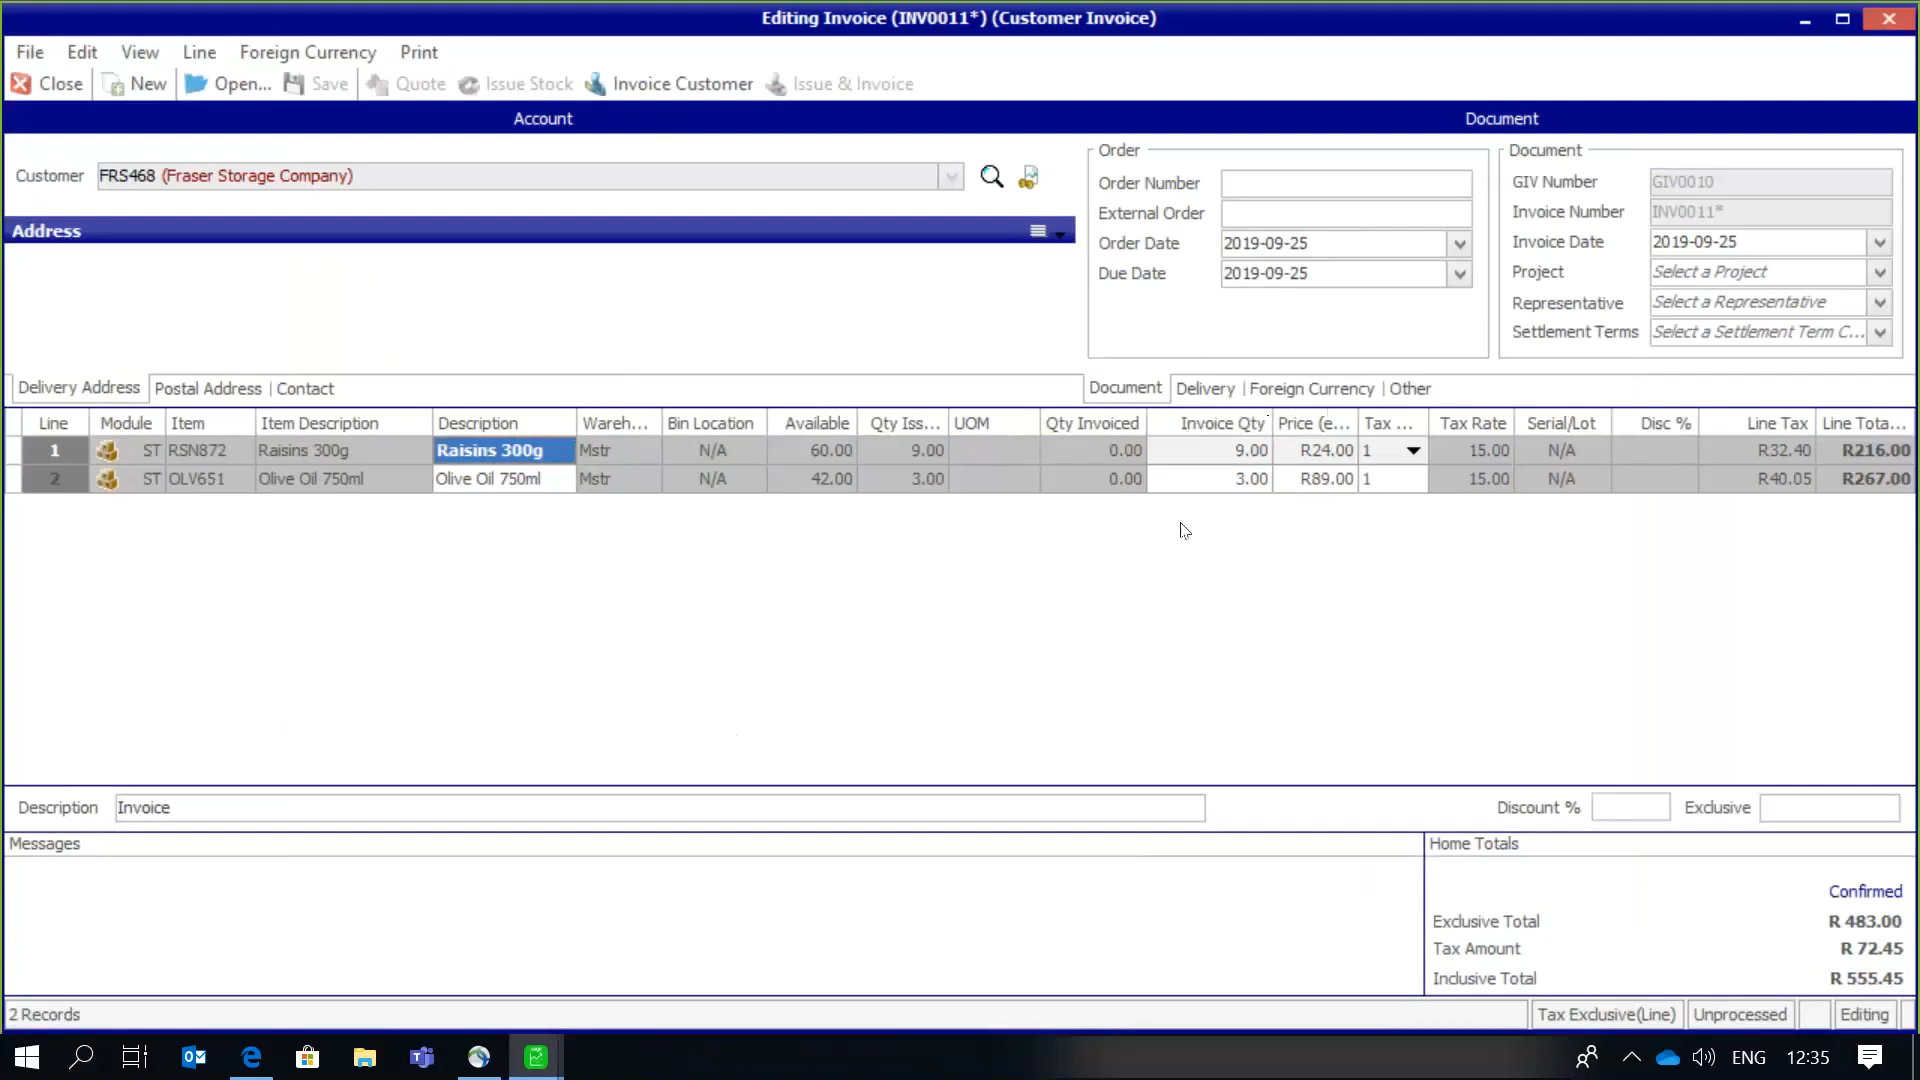 Editing Invoice (INV0011*) (Customer Invoice)
File Edit View Line Foreign Currency Print
Close New Open... Save Quote Issue Stock Invoice Customer Issue & Invoice
Account Document
Customer FRS468 (Fraser Storage Company)
Address
Order
Order Number
External Order
Order Date 2019-09-25
Due Date 2019-09-25
Document
GIV Number GIV0010
Invoice Number INV0011*
Invoice Date 2019-09-25
Project Select a Project
Representative Select a Representative
Settlement Terms Select a Settlement Term C...
Delivery Address Postal Address Contact
Document Delivery Foreign Currency Other
Line Module Item Item Description Description Wareh... Bin Location Available Qty Iss... UOM Qty Invoiced Invoice Qty Price (e... Tax ... Tax Rate Serial/Lot Disc % Line Tax Line Tota...
1 ST RSN872 Raisins 300g Raisins 300g Mstr N/A 60.00 9.00 0.00 9.00 R24.00 1 15.00 N/A R32.40 R216.00
2 ST OLV651 Olive Oil 750ml Olive Oil 750ml Mstr N/A 42.00 3.00 0.00 3.00 R89.00 1 15.00 N/A R40.05 R267.00
Description Invoice Discount % Exclusive
Messages
Home Totals
Confirmed
Exclusive Total R 483.00
Tax Amount R 72.45
Inclusive Total R 555.45
2 Records Tax Exclusive(Line) Unprocessed Editing
ENG 12:35